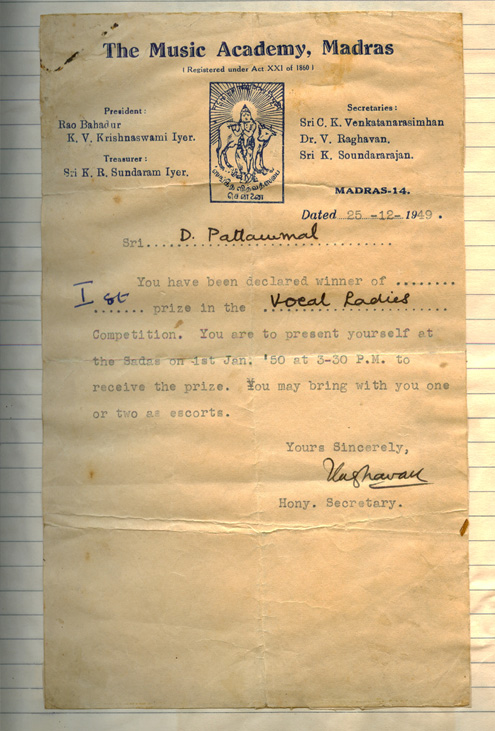 The Music Academy, Madras
( Registered under Act XXI of 1860 )
President :
Rao Bahadur
K. V. Krishnaswami Iyer.
Treasurer :
Sri K. R. Sundaram Iyer.
சென்னை
Secretaries :
Sri C. K. Venkatanarasimhan
Dr. V. Raghavan,
Sri K. Soundararajan.
MADRAS-14.
Dated 25 -12- 1949 .
Sri.... D. Pattammal ............
You have been declared winner of ........
I st ....... prize in the Vocal Ladies
Competition. You are to present yourself at
the Sadas on 1st Jan. '50 at 3-30 P.M. to
receive the prize. You may bring with you one
or two as escorts.
Yours Sincerely,
Raghavan
Hony. Secretary.